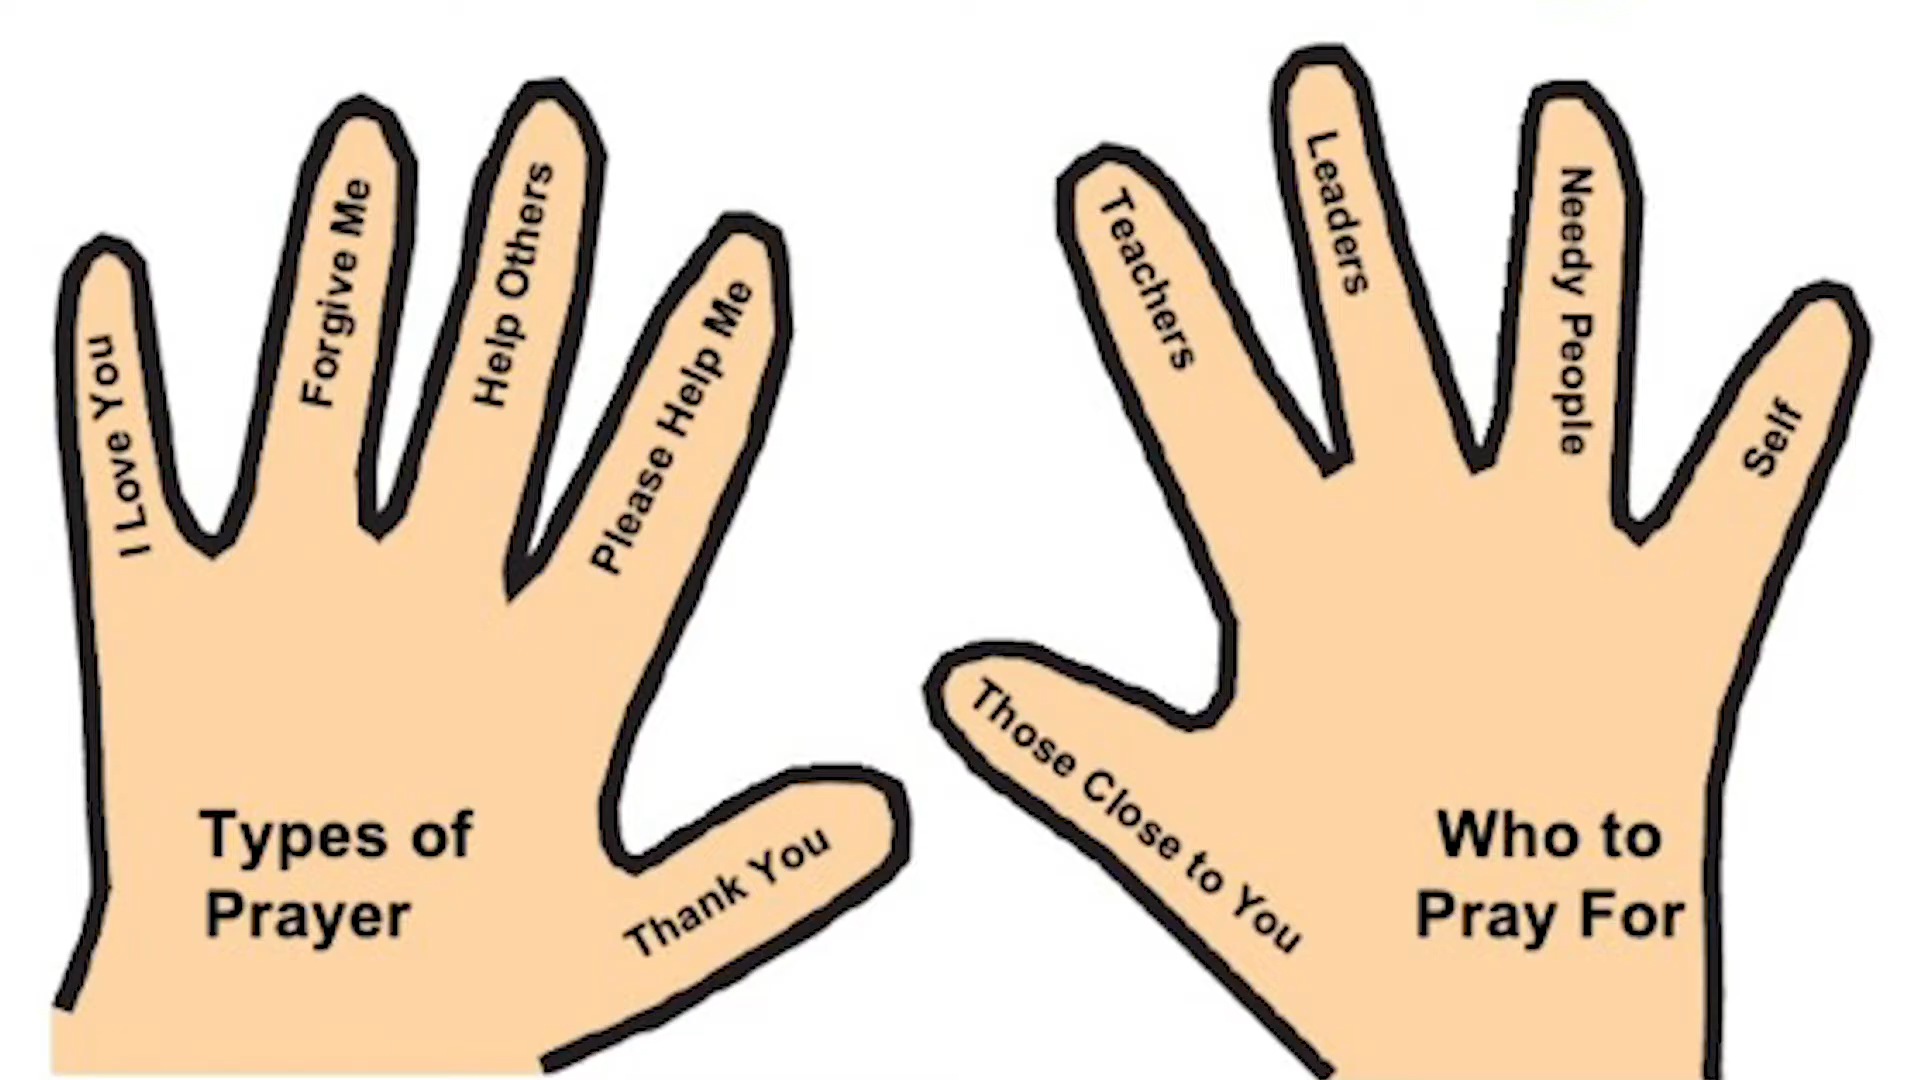 I Love You
Forgive Me
Help Others
Please Help Me
Thank You
Types of
Prayer
Teachers
Leaders
Needy People
Self
Those Close to You
Who to
Pray For